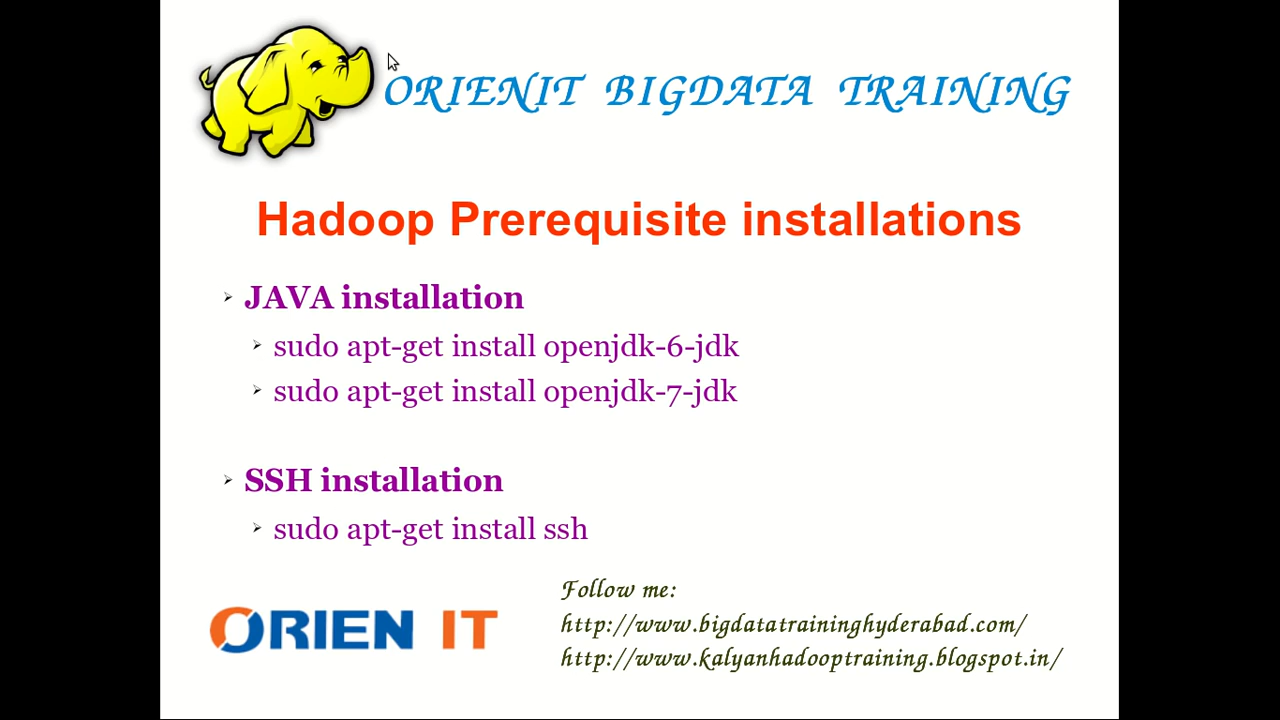 ORIENIT BIGDATA TRAINING
Hadoop Prerequisite installations
JAVA installation
sudo apt-get install openjdk-6-jdk
sudo apt-get install openjdk-7-jdk
SSH installation
sudo apt-get install ssh
ORIEN IT
Follow me:
http://www.bigdatatraininghyderabad.com/
http://www.kalyanhadooptraining.blogspot.in/